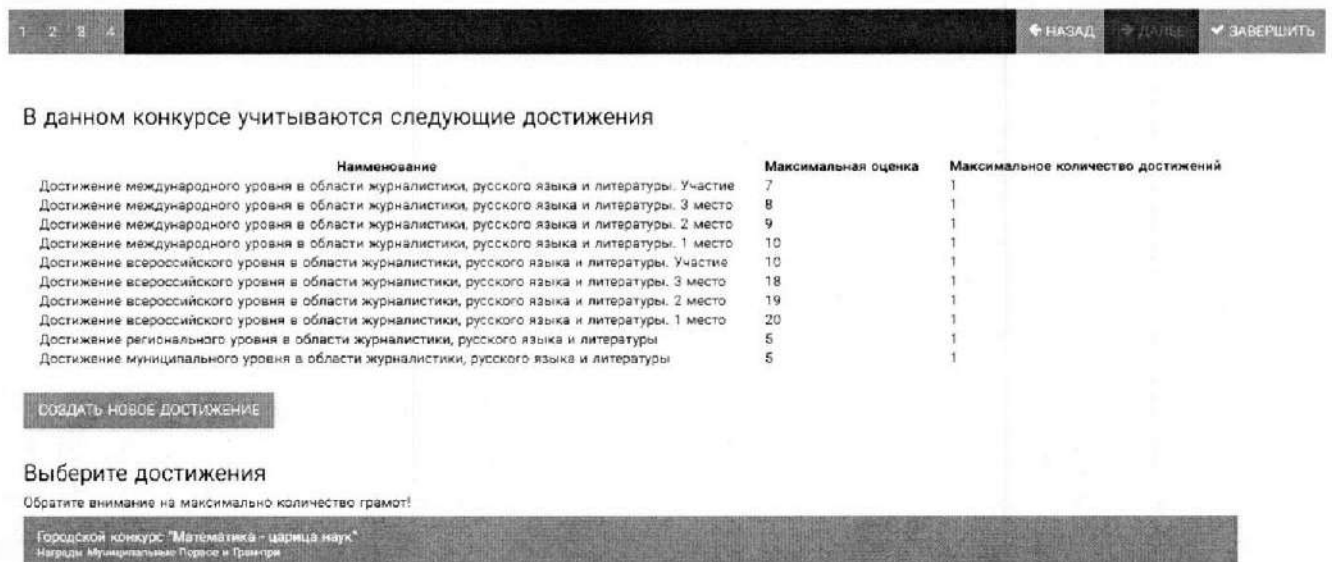 1 2 3 4 НАЗАД ДАЛЕЕ ЗАВЕРШИТЬ
В данном конкурсе учитываются следующие достижения
Наименование Максимальная оценка Максимальное количество достижений
Достижение международного уровня в области журналистики, русского языка и литературы. Участие 7 1
Достижение международного уровня в области журналистики, русского языка и литературы. 3 место 8 1
Достижение международного уровня в области журналистики, русского языка и литературы. 2 место 9 1
Достижение международного уровня в области журналистики, русского языка и литературы. 1 место 10 1
Достижение всероссийского уровня в области журналистики, русского языка и литературы. Участие 10 1
Достижение всероссийского уровня в области журналистики, русского языка и литературы. 3 место 18 1
Достижение всероссийского уровня в области журналистики, русского языка и литературы. 2 место 19 1
Достижение всероссийского уровня в области журналистики, русского языка и литературы. 1 место 20 1
Достижение регионального уровня в области журналистики, русского языка и литературы 5 1
Достижение муниципального уровня в области журналистики, русского языка и литературы 5 1
СОЗДАТЬ НОВОЕ ДОСТИЖЕНИЕ
Выберите достижения
Обратите внимание на максимально количество грамот!
Городской конкурс "Математика - царица наук"
Награды Муниципальные Первое и Гран-при